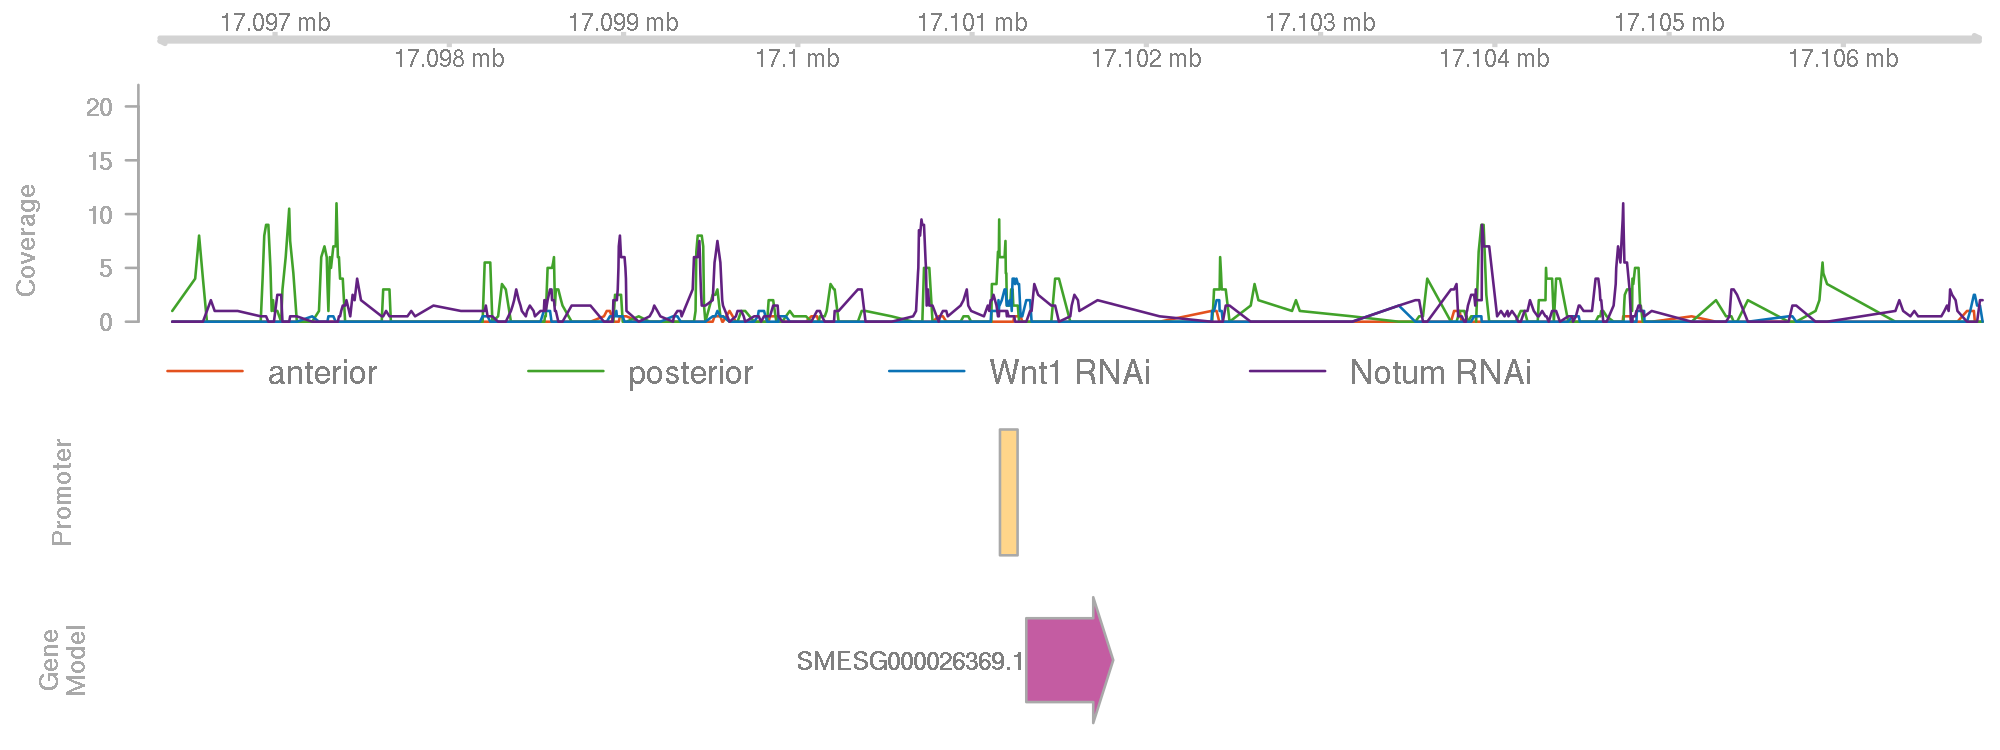 17.097 mb 17.099 mb 17.101 mb 17.103 mb 17.105 mb
17.098 mb 17.1 mb 17.102 mb 17.104 mb 17.106 mb
Coverage
20
15
10
5
0
anterior posterior Wnt1 RNAi Notum RNAi
Promoter
Gene
Model
SMESG000026369.1